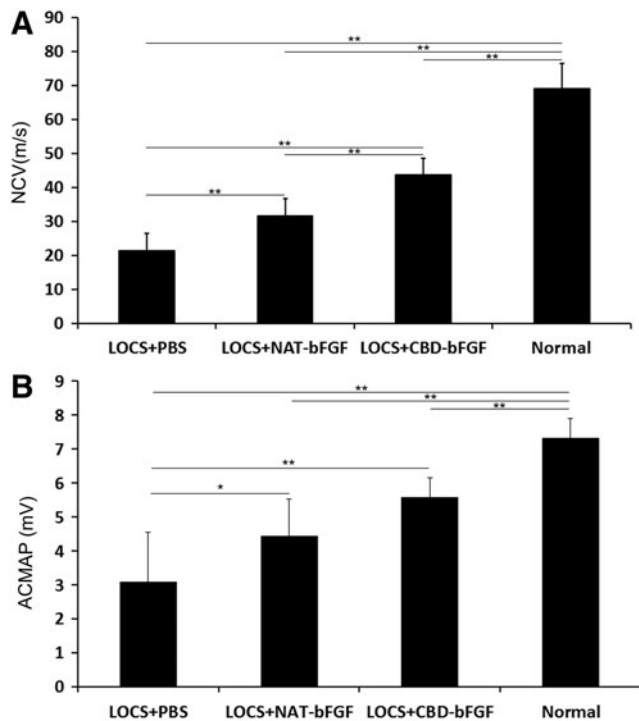 A
NCV(m/s)
90
80
70
60
50
40
30
20
10
0
**
**
**
**
**
**
LOCS+PBS
LOCS+NAT-bFGF
LOCS+CBD-bFGF
Normal
B
ACMAP (mV)
9
8
7
6
5
4
3
2
1
0
**
**
**
**
*
LOCS+PBS
LOCS+NAT-bFGF
LOCS+CBD-bFGF
Normal